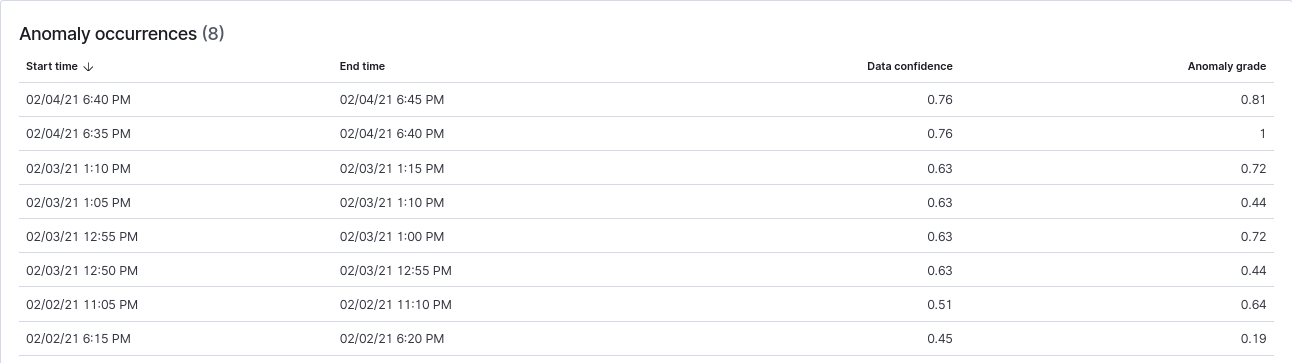 Anomaly occurrences (8)
Start time ↓ End time Data confidence Anomaly grade
02/04/21 6:40 PM 02/04/21 6:45 PM 0.76 0.81
02/04/21 6:35 PM 02/04/21 6:40 PM 0.76 1
02/03/21 1:10 PM 02/03/21 1:15 PM 0.63 0.72
02/03/21 1:05 PM 02/03/21 1:10 PM 0.63 0.44
02/03/21 12:55 PM 02/03/21 1:00 PM 0.63 0.72
02/03/21 12:50 PM 02/03/21 12:55 PM 0.63 0.44
02/02/21 11:05 PM 02/02/21 11:10 PM 0.51 0.64
02/02/21 6:15 PM 02/02/21 6:20 PM 0.45 0.19